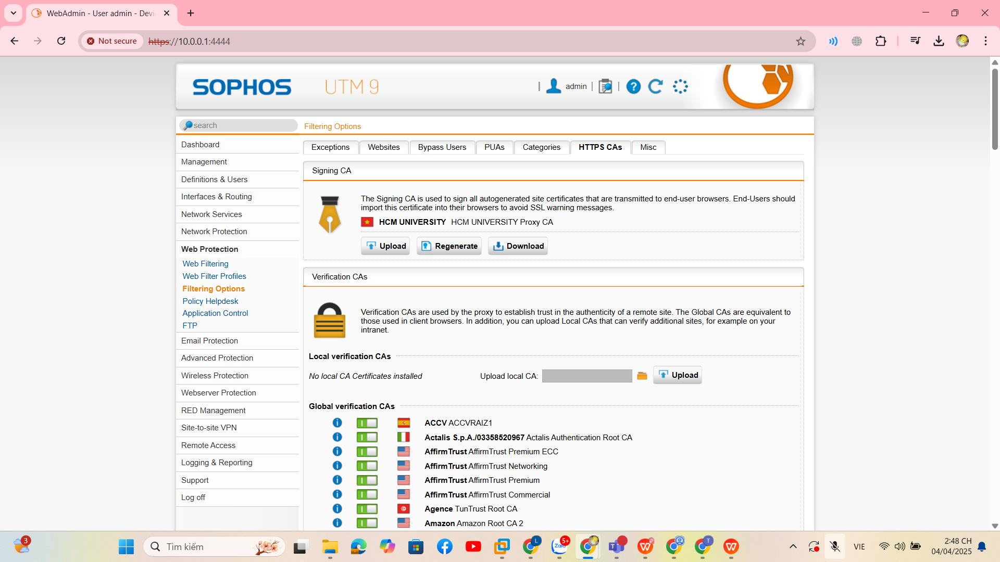 WebAdmin - User admin - Devi
Not secure
https://10.0.0.1:4444
SOPHOS
UTM 9
admin
search
Filtering Options
Dashboard
Management
Definitions & Users
Interfaces & Routing
Network Services
Network Protection
Web Protection
Web Filtering
Web Filter Profiles
Filtering Options
Policy Helpdesk
Application Control
FTP
Email Protection
Advanced Protection
Wireless Protection
Webserver Protection
RED Management
Site-to-site VPN
Remote Access
Logging & Reporting
Support
Log off
Exceptions
Websites
Bypass Users
PUAs
Categories
HTTPS CAs
Misc
Signing CA
The Signing CA is used to sign all autogenerated site certificates that are transmitted to end-user browsers. End-Users should
import this certificate into their browsers to avoid SSL warning messages.
HCM UNIVERSITY HCM UNIVERSITY Proxy CA
Upload
Regenerate
Download
Verification CAs
Verification CAs are used by the proxy to establish trust in the authenticity of a remote site. The Global CAs are equivalent to
those used in client browsers. In addition, you can upload Local CAs that can verify additional sites, for example on your
intranet.
Local verification CAs
No local CA Certificates installed
Upload local CA:
Upload
Global verification CAs
ACCV ACCVRAIZ1
Actalis S.p.A./03358520967 Actalis Authentication Root CA
AffirmTrust AffirmTrust Premium ECC
AffirmTrust AffirmTrust Networking
AffirmTrust AffirmTrust Premium
AffirmTrust AffirmTrust Commercial
Agence TunTrust Root CA
Amazon Amazon Root CA 2
3
Tìm kiếm
L
5+
Zalo
2
T
VIE
2:48 CH
04/04/2025